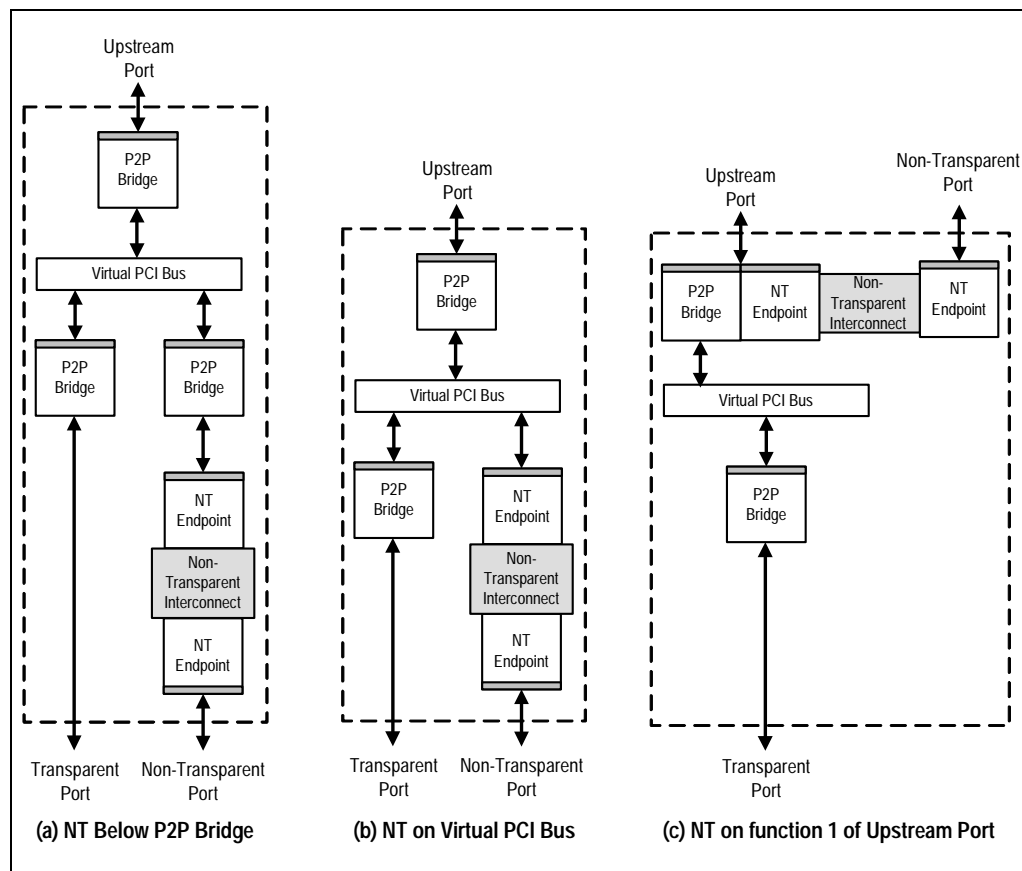 Upstream
Port
P2P
Bridge
Virtual PCI Bus
P2P
Bridge
P2P
Bridge
NT
Endpoint
Non-
Transparent
Interconnect
NT
Endpoint
Transparent
Port
Non-Transparent
Port
(a) NT Below P2P Bridge
Upstream
Port
P2P
Bridge
Virtual PCI Bus
P2P
Bridge
NT
Endpoint
Non-
Transparent
Interconnect
NT
Endpoint
Transparent
Port
Non-Transparent
Port
(b) NT on Virtual PCI Bus
Upstream
Port
Non-Transparent
Port
P2P
Bridge
NT
Endpoint
Non-
Transparent
Interconnect
NT
Endpoint
Virtual PCI Bus
P2P
Bridge
Transparent
Port
(c) NT on function 1 of Upstream Port